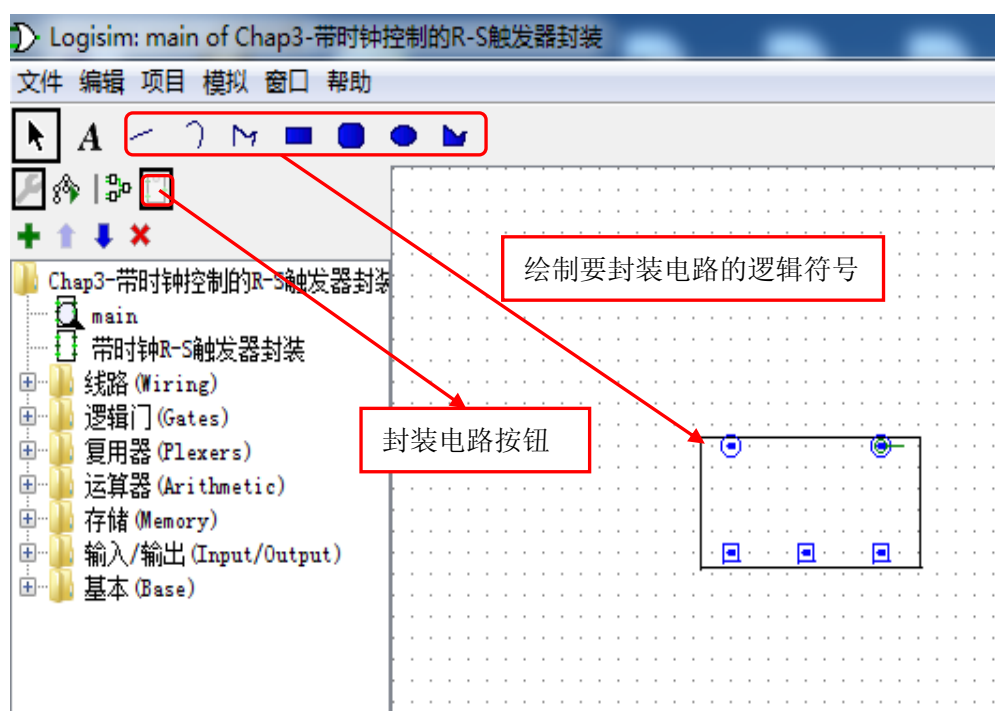 Logisim: main of Chap3-带时钟控制的R-S触发器封装
文件 编辑 项目 模拟 窗口 帮助
A
绘制要封装电路的逻辑符号
Chap3-带时钟控制的R-S触发器封装
main
带时钟R-S触发器封装
线路(Wiring)
逻辑门(Gates)
封装电路按钮
复用器(Plexers)
运算器(Arithmetic)
存储(Memory)
输入/输出(Input/Output)
基本(Base)